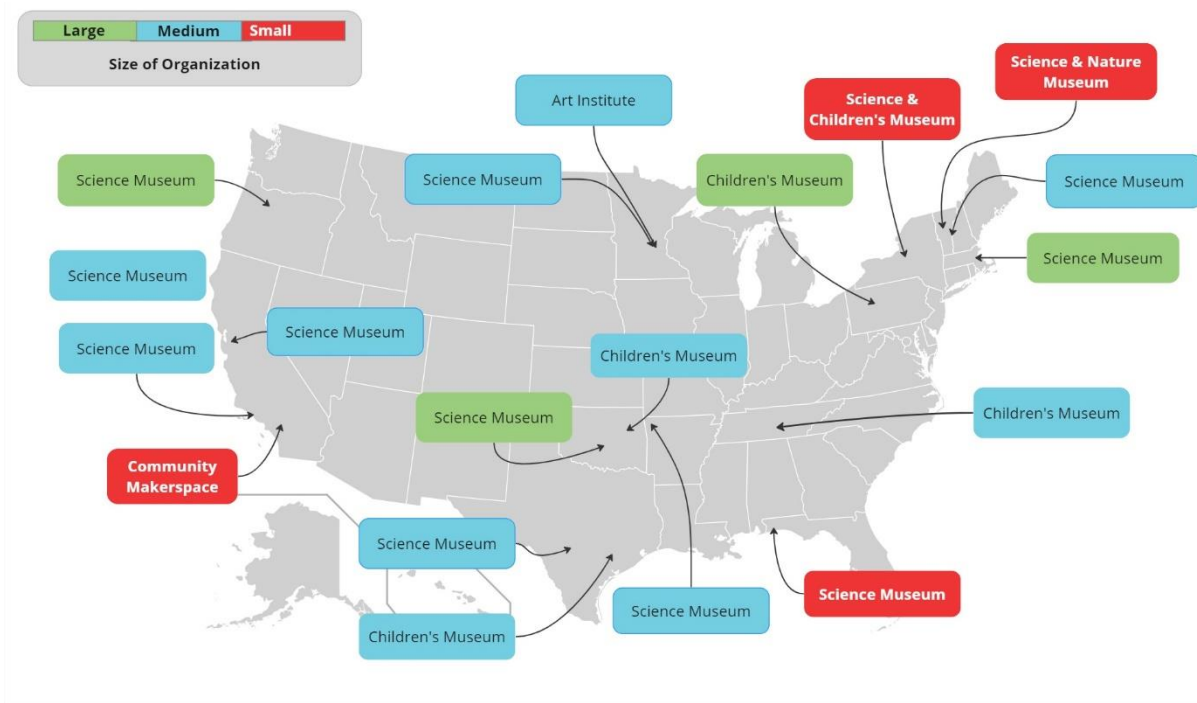 Large Medium Small
Size of Organization
Science & Nature
Museum
Art Institute
Science &
Children's Museum
Science Museum
Science Museum
Children's Museum
Science Museum
Science Museum
Science Museum
Science Museum
Science Museum
Children's Museum
Science Museum
Children's Museum
Community
Makerspace
Science Museum
Science Museum
Science Museum
Children's Museum